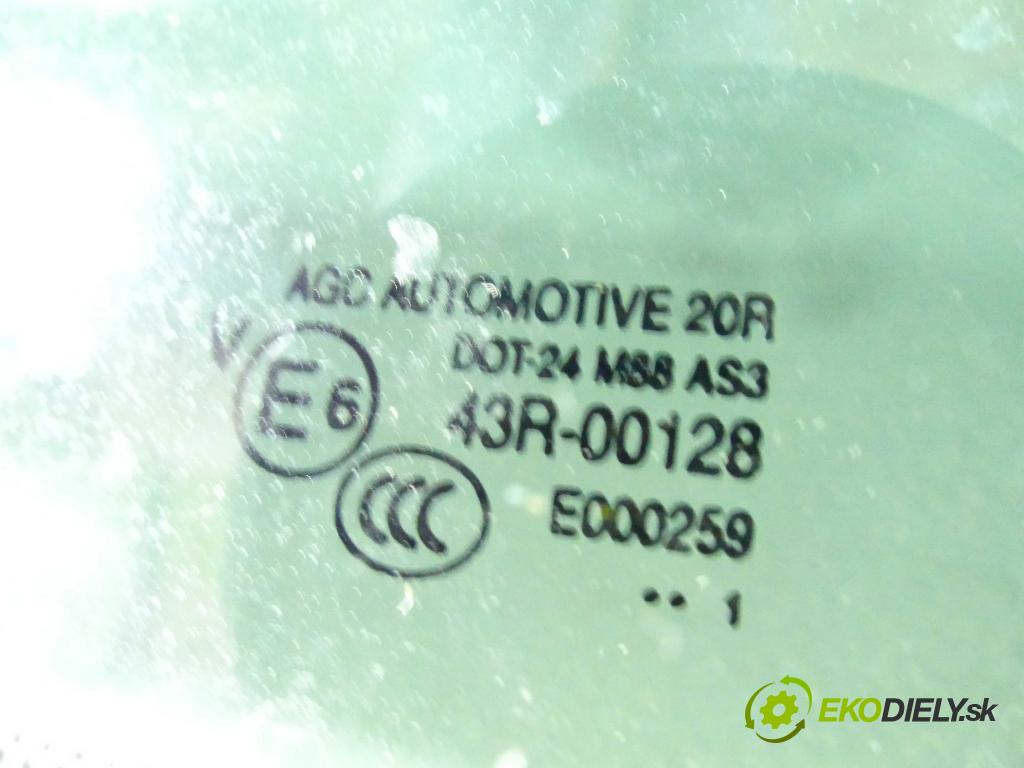 AGC AUTOMOTIVE 20R
V
DOT-24 M88 AS3
E6
43R-00128
CCC
E000259
•• 1
EKODIELY.sk